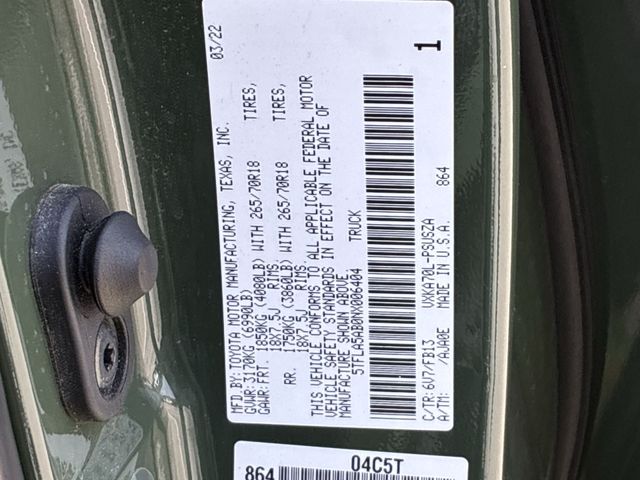 MFD.BY TOYOTA MOTOR MANUFACTURING, TEXAS, INC. 03/22
GVWR:3170KG (6990LB)
GAWR: FRT. 1850KG (4080LB) WITH 265/70R18 TIRES,
18X7.5J RIMS.
RR. 1750KG (3860LB) WITH 265/70R18 TIRES,
18X7.5J RIMS.
THIS VEHICLE CONFORMS TO ALL APPLICABLE FEDERAL MOTOR
VEHICLE SAFETY STANDARDS IN EFFECT ON THE DATE OF
MANUFACTURE SHOWN ABOVE.
5TFLA5AB0NX006404 TRUCK
1
C/TR: 6V7/FB13 VXKA70L-PSUSZA
A/TM: /AJA0E MADE IN U.S.A. 864
04C5T
864